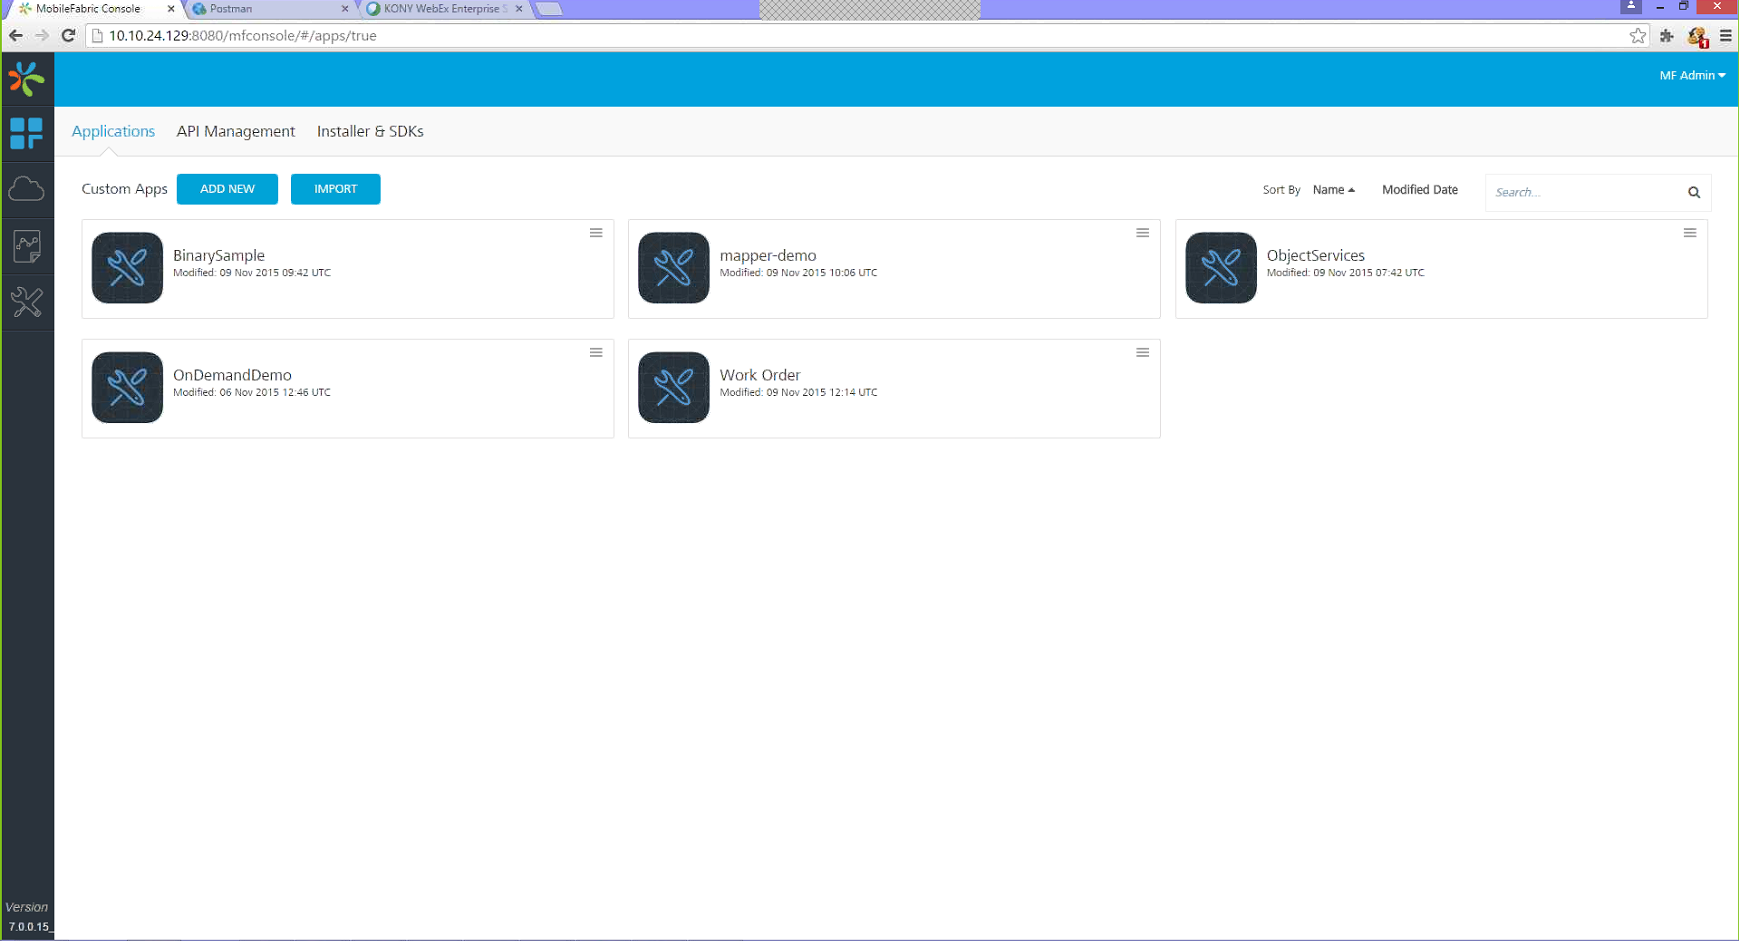 MobileFabric Console
Postman
KONY WebEx Enterprise S
10.10.24.129:8080/mfconsole/#/apps/true
1
MF Admin
Applications
API Management
Installer & SDKs
Custom Apps
ADD NEW
IMPORT
Sort By
Name
Modified Date
Search...
BinarySample
Modified: 09 Nov 2015 09:42 UTC
mapper-demo
Modified: 09 Nov 2015 10:06 UTC
ObjectServices
Modified: 09 Nov 2015 07:42 UTC
OnDemandDemo
Modified: 06 Nov 2015 12:46 UTC
Work Order
Modified: 09 Nov 2015 12:14 UTC
Version
7.0.0.15_